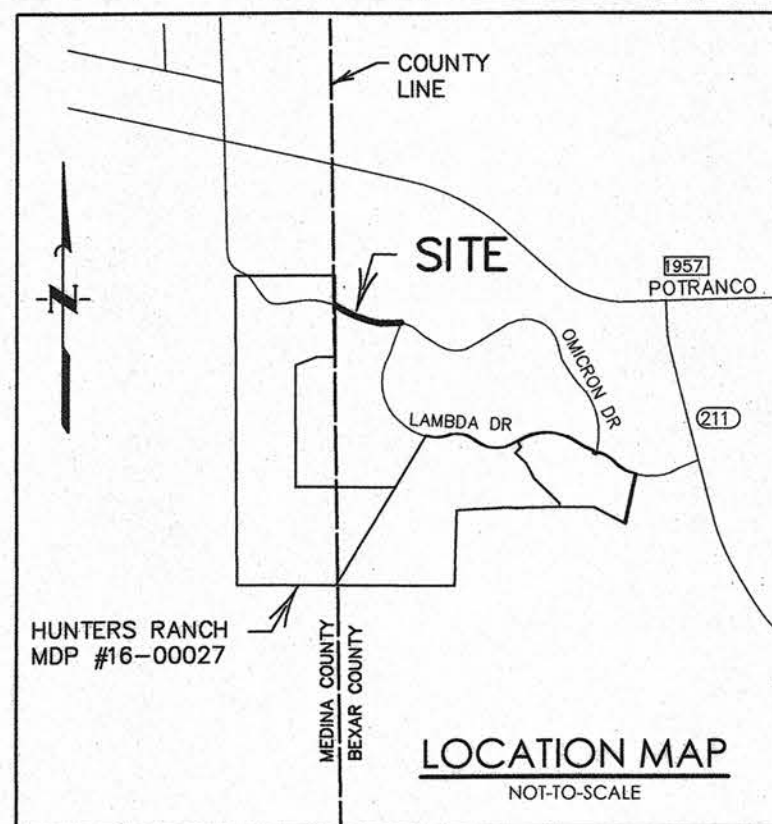 COUNTY
LINE
SITE
N
1957
POTRANCO
OMICRON DR
211
LAMBDA DR
HUNTERS RANCH
MDP #16-00027
MEDINA COUNTY
BEXAR COUNTY
LOCATION MAP
NOT-TO-SCALE